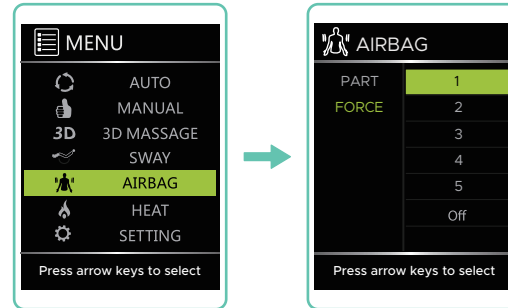 MENU
AUTO
MANUAL
3D 3D MASSAGE
SWAY
AIRBAG
HEAT
SETTING
Press arrow keys to select
AIRBAG
PART 1
FORCE 2
3
4
5
Off
Press arrow keys to select